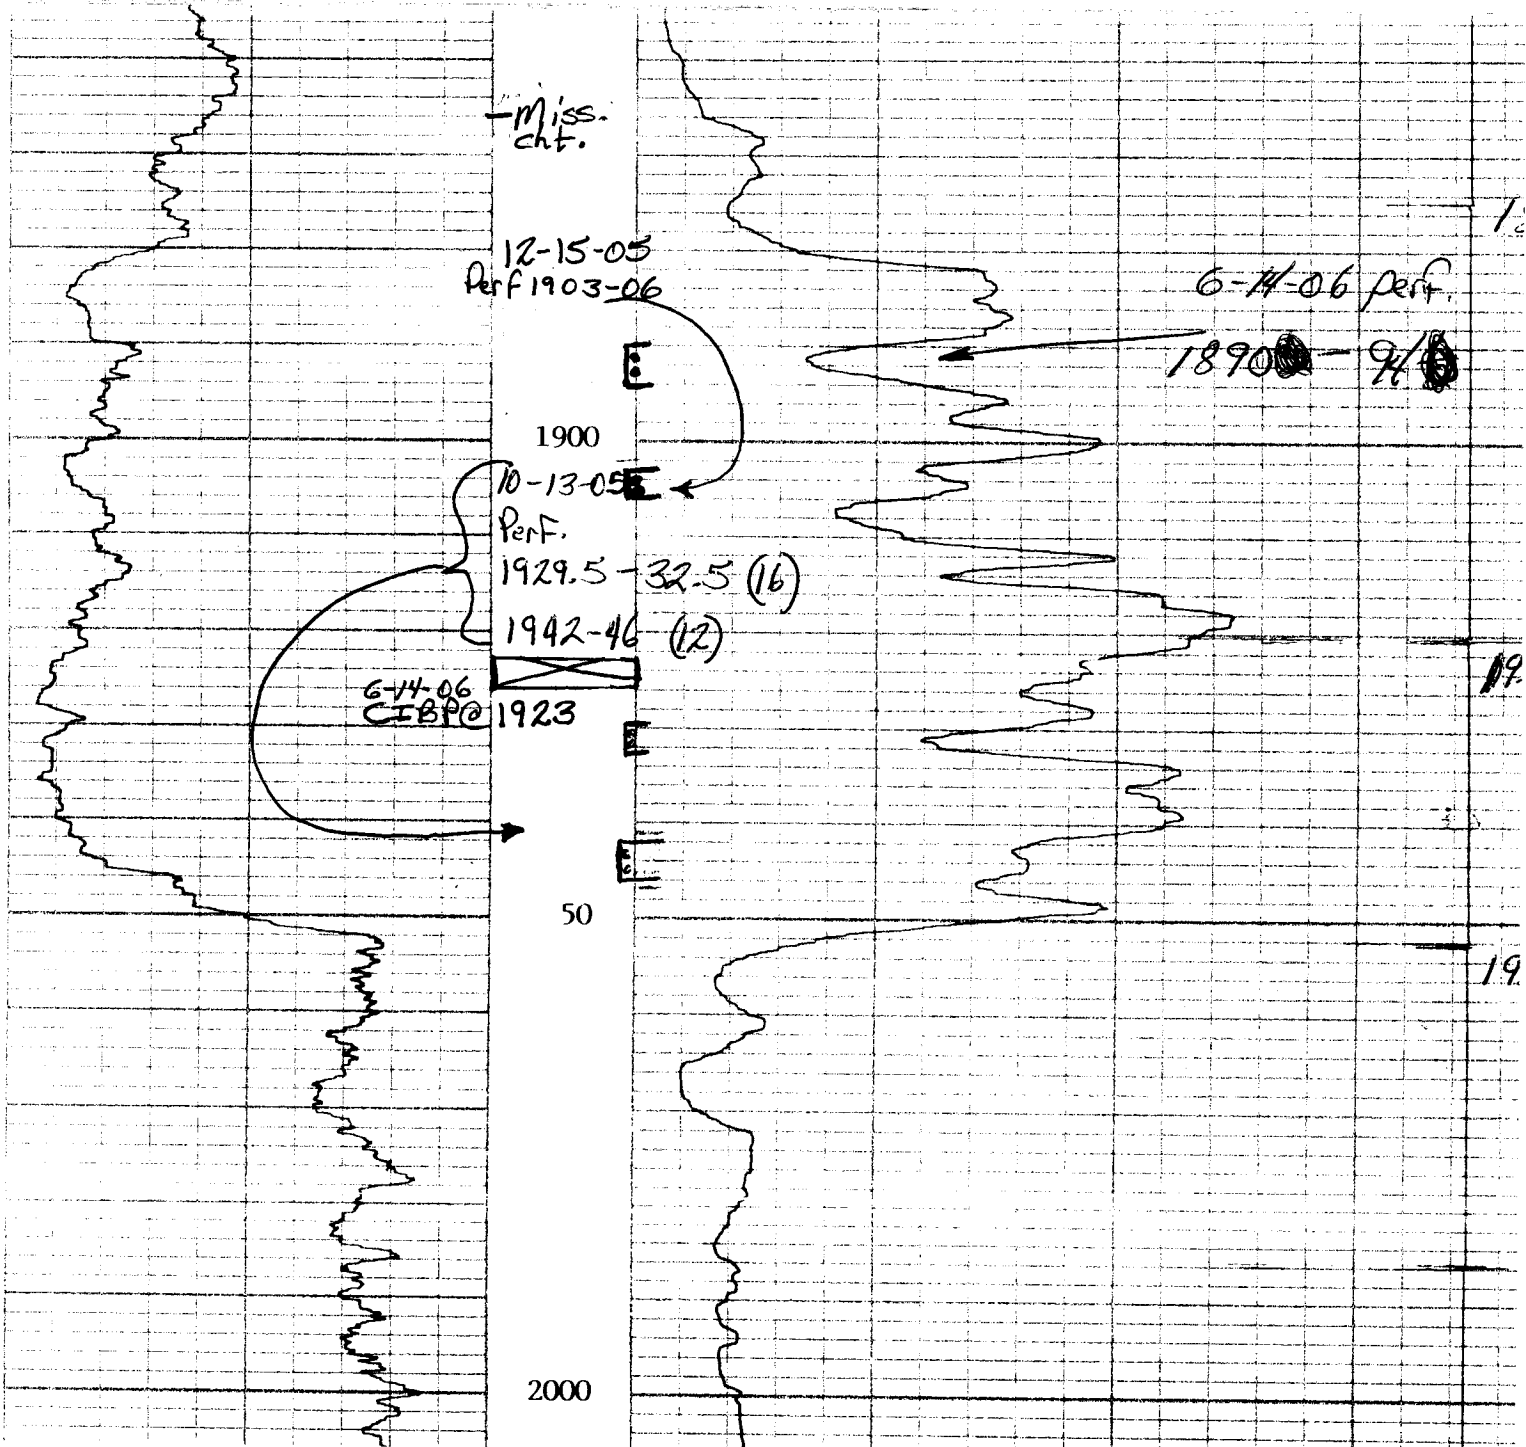 -Miss.
cht.
12-15-05
Perf 1903-06
6-14-06 perf.
1890
1900
10-13-05
Perf.
1929.5-32.5 (16)
1942-46 (12)
6-14-06
CIBP@ 1923
50
2000